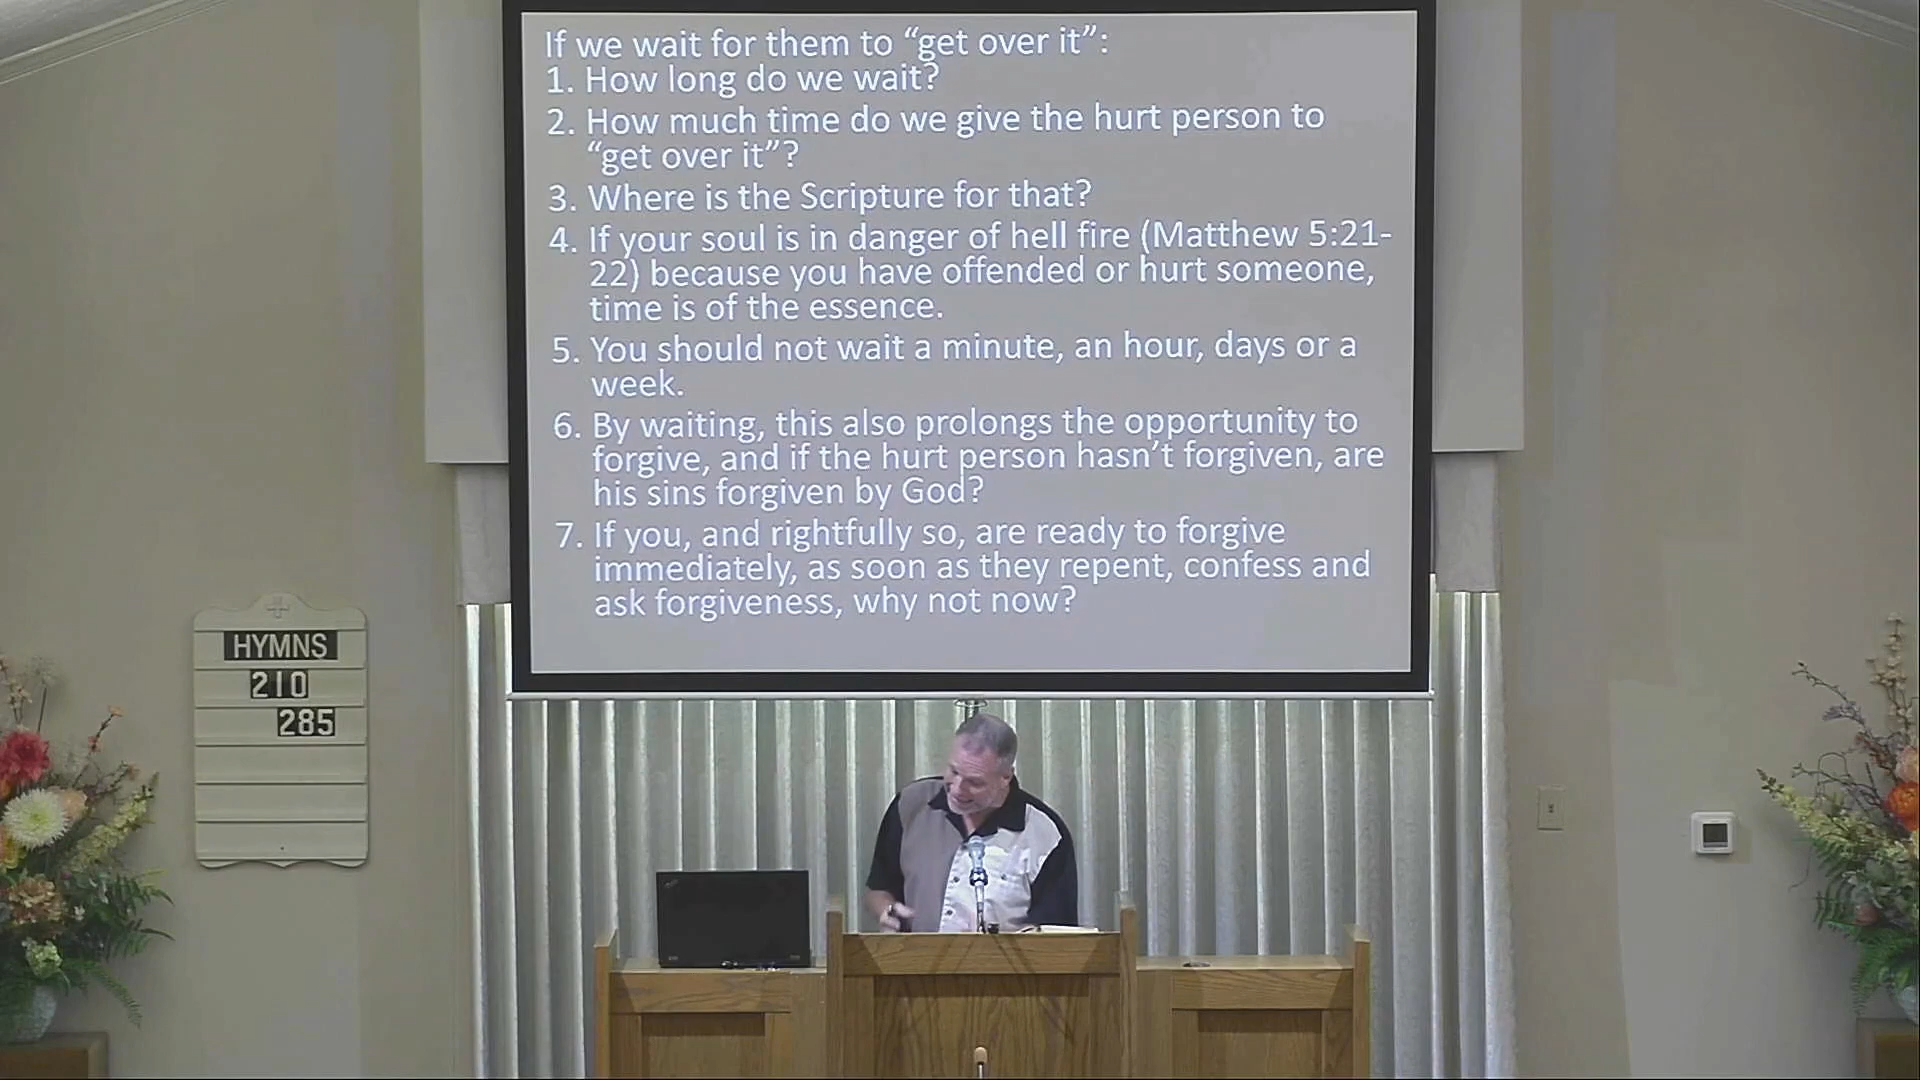 If we wait for them to “get over it”:
1. How long do we wait?
2. How much time do we give the hurt person to
“get over it”?
3. Where is the Scripture for that?
4. If your soul is in danger of hell fire (Matthew 5:21-
22) because you have offended or hurt someone,
time is of the essence.
5. You should not wait a minute, an hour, days or a
week.
6. By waiting, this also prolongs the opportunity to
forgive, and if the hurt person hasn’t forgiven, are
his sins forgiven by God?
7. If you, and rightfully so, are ready to forgive
immediately, as soon as they repent, confess and
ask forgiveness, why not now?
HYMNS
210
285